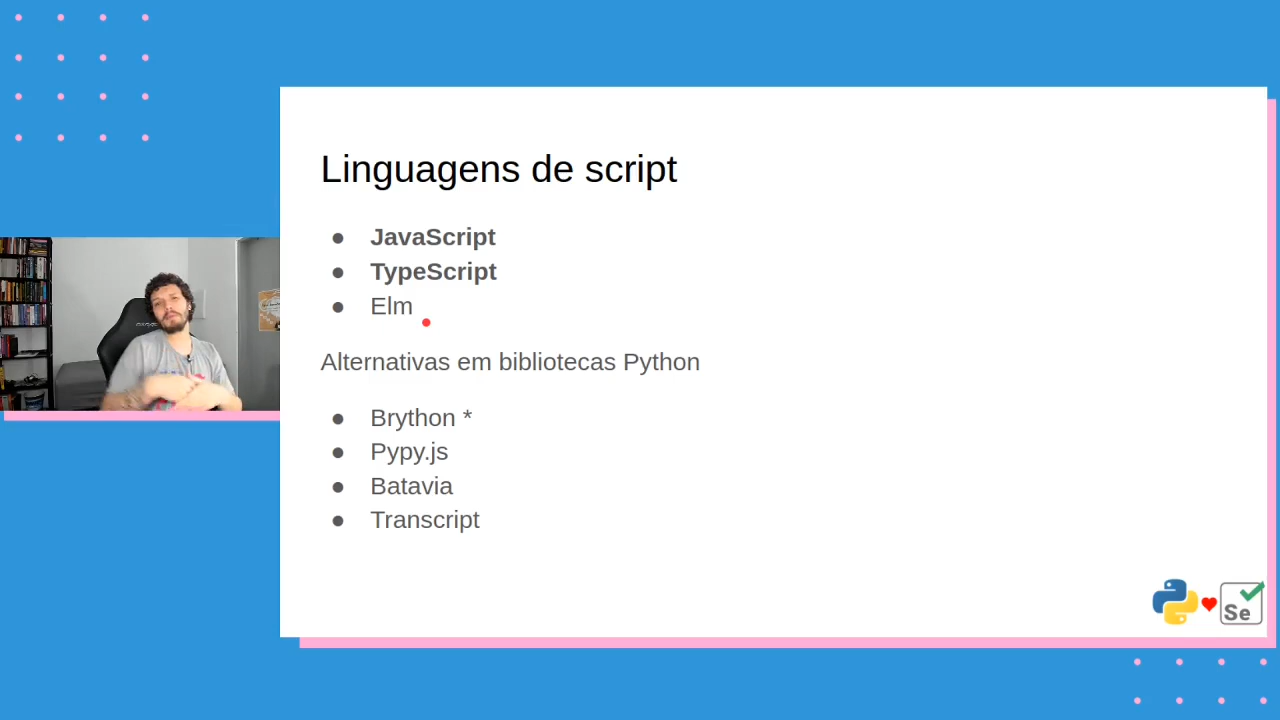 Linguagens de script
● JavaScript
● TypeScript
● Elm
Alternativas em bibliotecas Python
● Brython *
● Pypy.js
● Batavia
● Transcript
Se